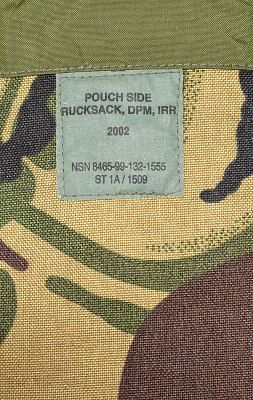 POUCH SIDE
RUCKSACK, DPM, IRR
2002
NSN 8465-99-132-1555
ST 1A / 1509